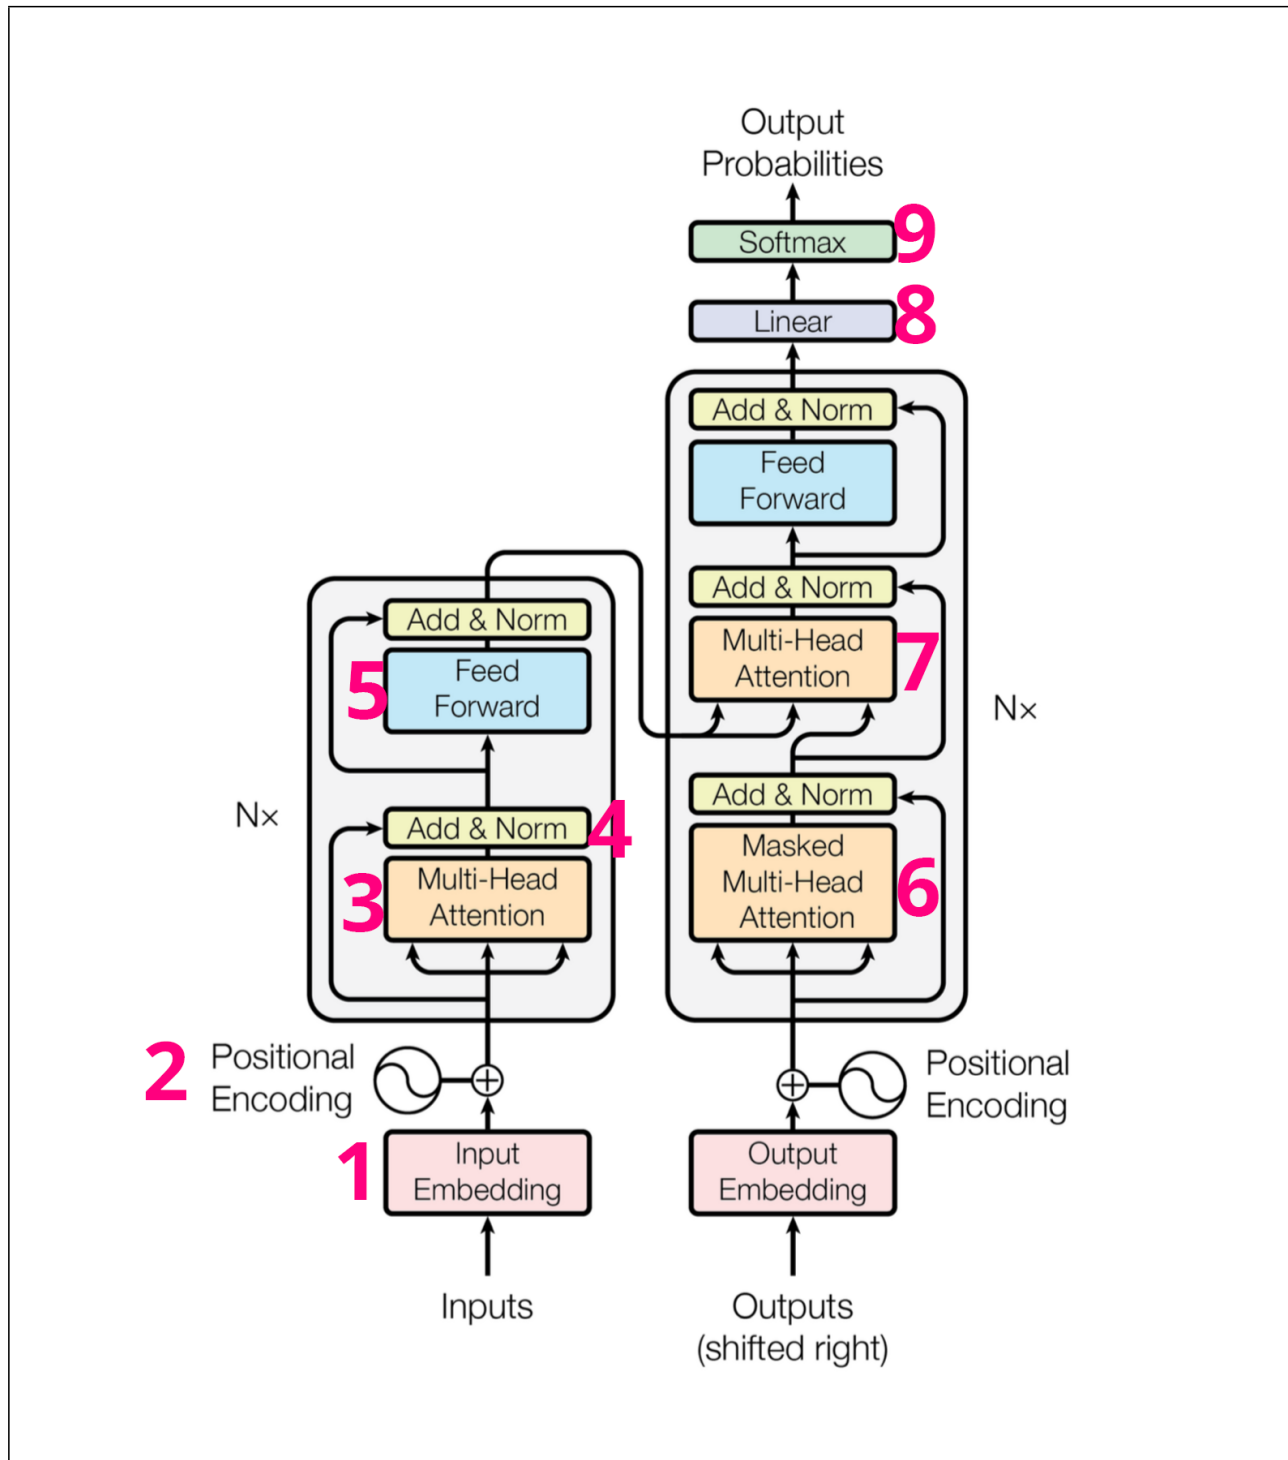 Output
Probabilities
Softmax
9
Linear
8
Add & Norm
Feed
Forward
Add & Norm
Multi-Head
Attention
7
Nx
Add & Norm
Masked
Multi-Head
Attention
6
Add & Norm
5
Feed
Forward
Nx
Add & Norm
4
3
Multi-Head
Attention
2
Positional
Encoding
Positional
Encoding
1
Input
Embedding
Output
Embedding
Inputs
Outputs
(shifted right)